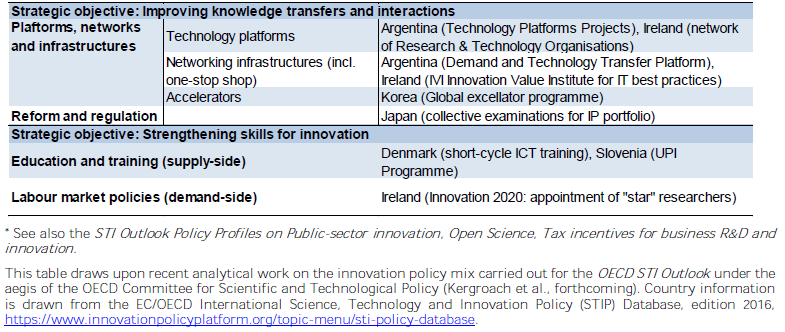 Strategic objective: Improving knowledge transfers and interactions
Platforms, networks and infrastructures
Technology platforms
Argentina (Technology Platforms Projects), Ireland (network
of Research & Technology Organisations)
Networking infrastructures (incl.
one-stop shop)
Argentina (Demand and Technology Transfer Platform),
Ireland (IVI Innovation Value Institute for IT best practices)
Accelerators
Korea (Global excellator programme)
Reform and regulation
Japan (collective examinations for IP portfolio)
Strategic objective: Strengthening skills for innovation
Education and training (supply-side)
Denmark (short-cycle ICT training), Slovenia (UPI
Programme)
Labour market policies (demand-side)
Ireland (Innovation 2020: appointment of "star" researchers)
* See also the STI Outlook Policy Profiles on Public-sector innovation, Open Science, Tax incentives for business R&D and
innovation.
This table draws upon recent analytical work on the innovation policy mix carried out for the OECD STI Outlook under the
aegis of the OECD Committee for Scientific and Technological Policy (Kergroach et al., forthcoming). Country information
is drawn from the EC/OECD International Science, Technology and Innovation Policy (STIP) Database, edition 2016,
https://www.innovationpolicyplatform.org/topic-menu/sti-policy-database.